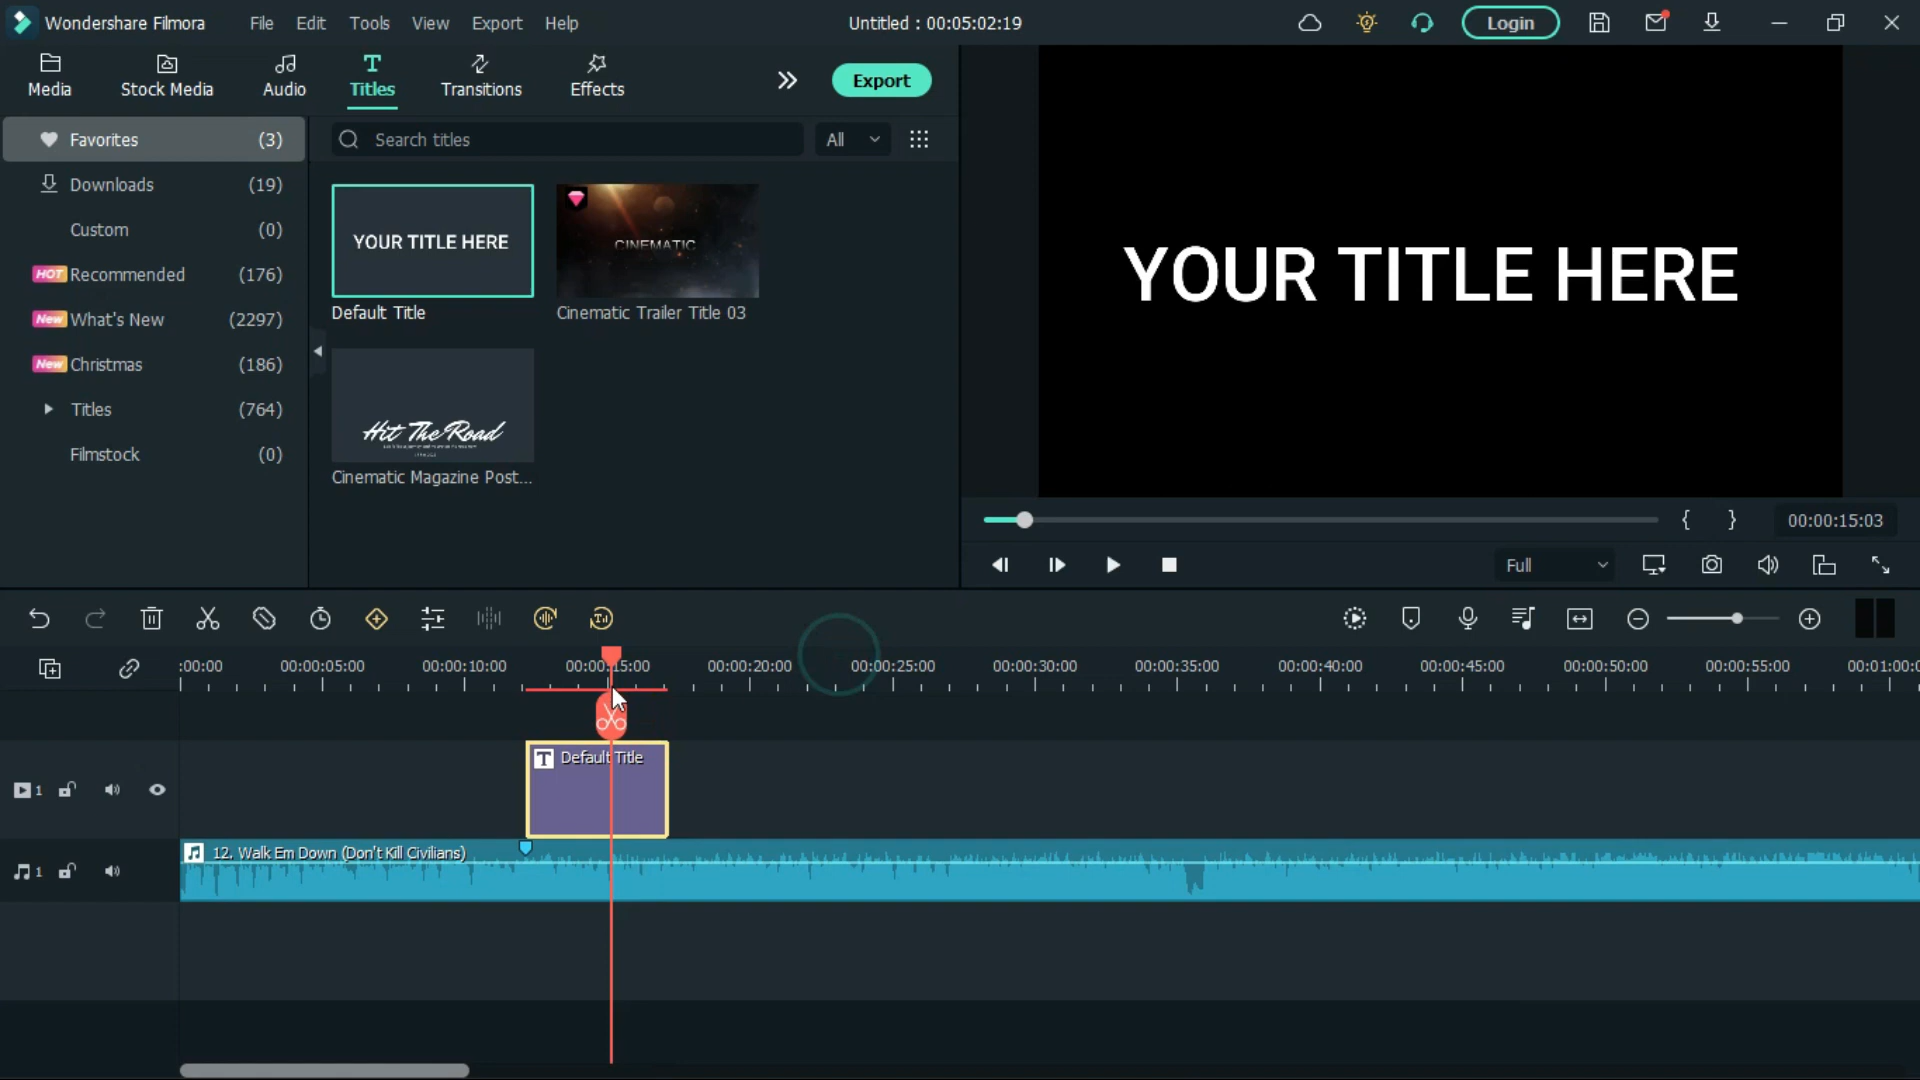 Wondershare Filmora File Edit Tools View Export Help Untitled : 00:05:02:19 Login
Media Stock Media Audio Titles Transitions Effects Export
Favorites (3)
Downloads (19)
Custom (0)
HOT Recommended (176)
New What's New (2297)
New Christmas (186)
Titles (764)
Filmstock (0)
Search titles All
YOUR TITLE HERE
Default Title
CINEMATIC
Cinematic Trailer Title 03
Hit The Road
Cinematic Magazine Post...
YOUR TITLE HERE
00:00:15:03
Full
:00:00 00:00:05:00 00:00:10:00 00:00:15:00 00:00:20:00 00:00:25:00 00:00:30:00 00:00:35:00 00:00:40:00 00:00:45:00 00:00:50:00 00:00:55:00 00:01:00:0
1 T Default Title
1 12. Walk Em Down (Don't Kill Civilians)